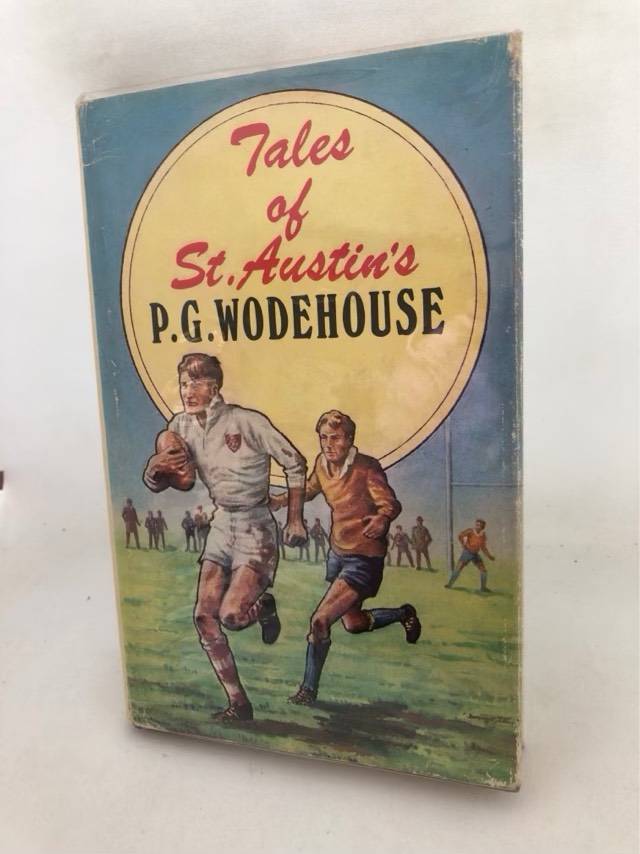 Tales
of
St. Austin's
P.G. WODEHOUSE